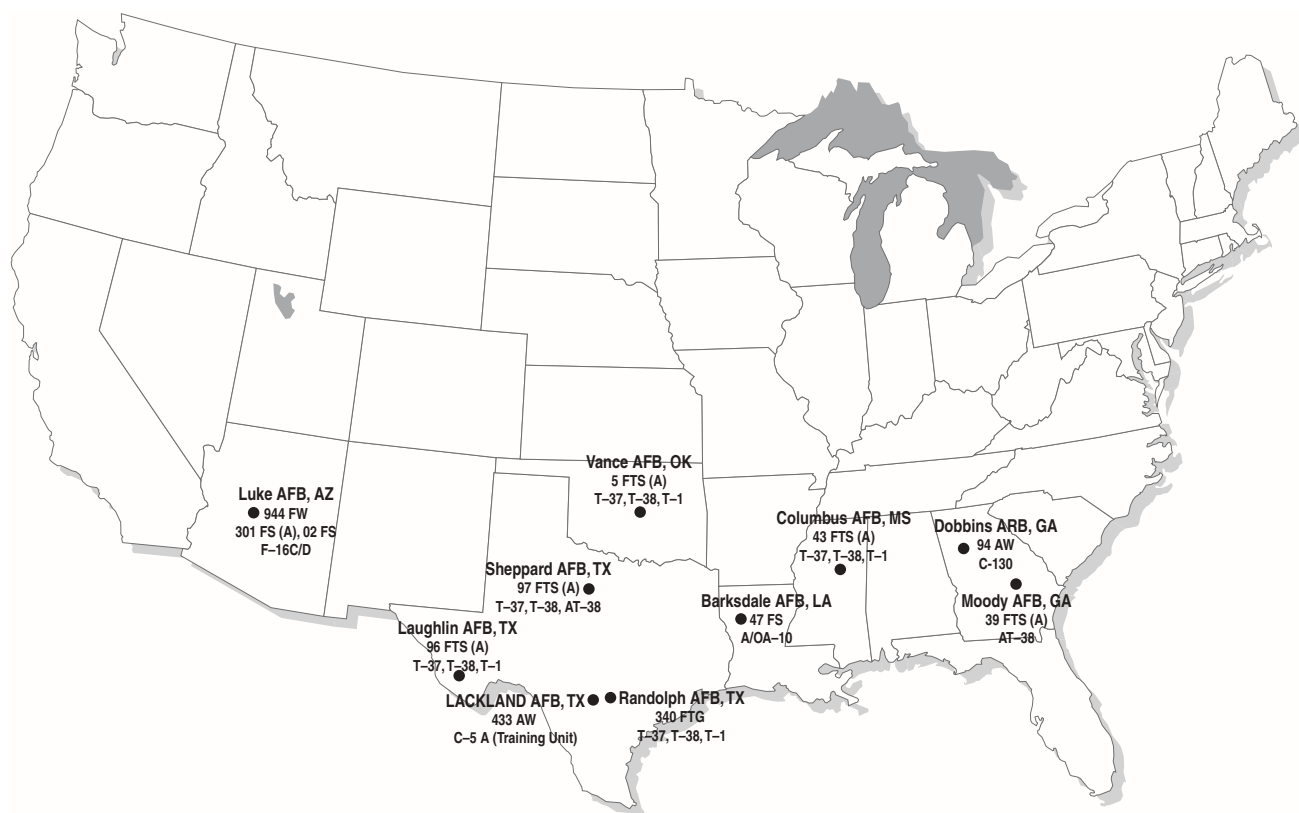 Vance AFB, OK
5 FTS (A)
T–37, T–38, T–1
Luke AFB, AZ
944 FW
301 FS (A), 02 FS
F–16C/D
Columbus AFB, MS
43 FTS (A)
T–37, T–38, T–1
Dobbins ARB, GA
94 AW
C-130
Sheppard AFB, TX
97 FTS (A)
T–37, T–38, AT–38
Barksdale AFB, LA
47 FS
A/OA–10
Moody AFB, GA
39 FTS (A)
AT–38
Laughlin AFB, TX
96 FTS (A)
T–37, T–38, T–1
LACKLAND AFB, TX
433 AW
C–5 A (Training Unit)
Randolph AFB, TX
340 FTG
T–37, T–38, T–1